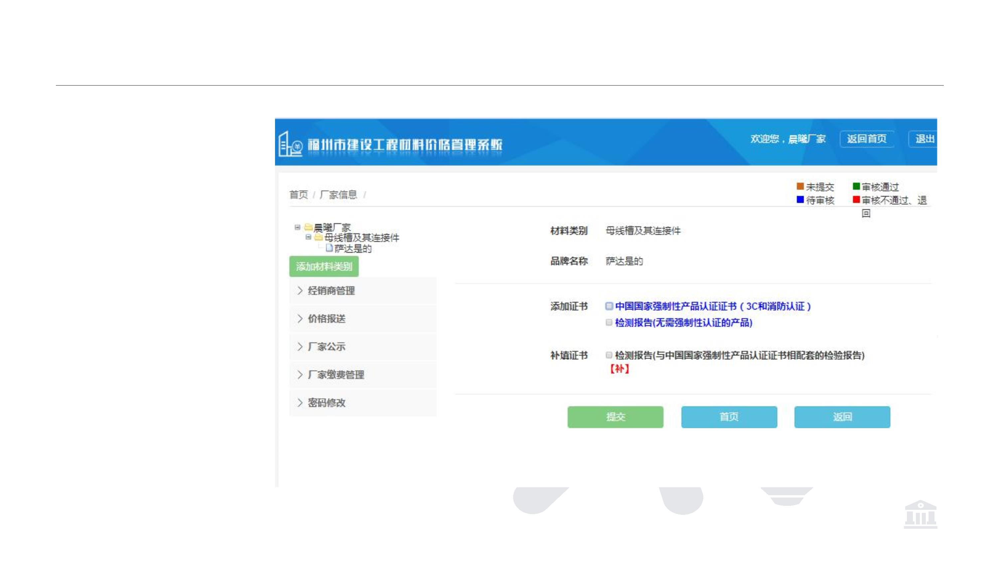 福州市建设工程材料价格管理系统
欢迎您，晨曦厂家
返回首页
退出
首页 / 厂家信息 /
未提交
审核通过
待审核
审核不通过、退
回
晨曦厂家
母线槽及其连接件
萨达是的
添加材料类别
经销商管理
价格报送
厂家公示
厂家缴费管理
密码修改
材料类别 母线槽及其连接件
品牌名称 萨达是的
添加证书 中国国家强制性产品认证证书（3C和消防认证）
检测报告(无需强制性认证的产品)
补填证书 检测报告(与中国国家强制性产品认证证书相配套的检验报告)
【补】
提交
首页
返回